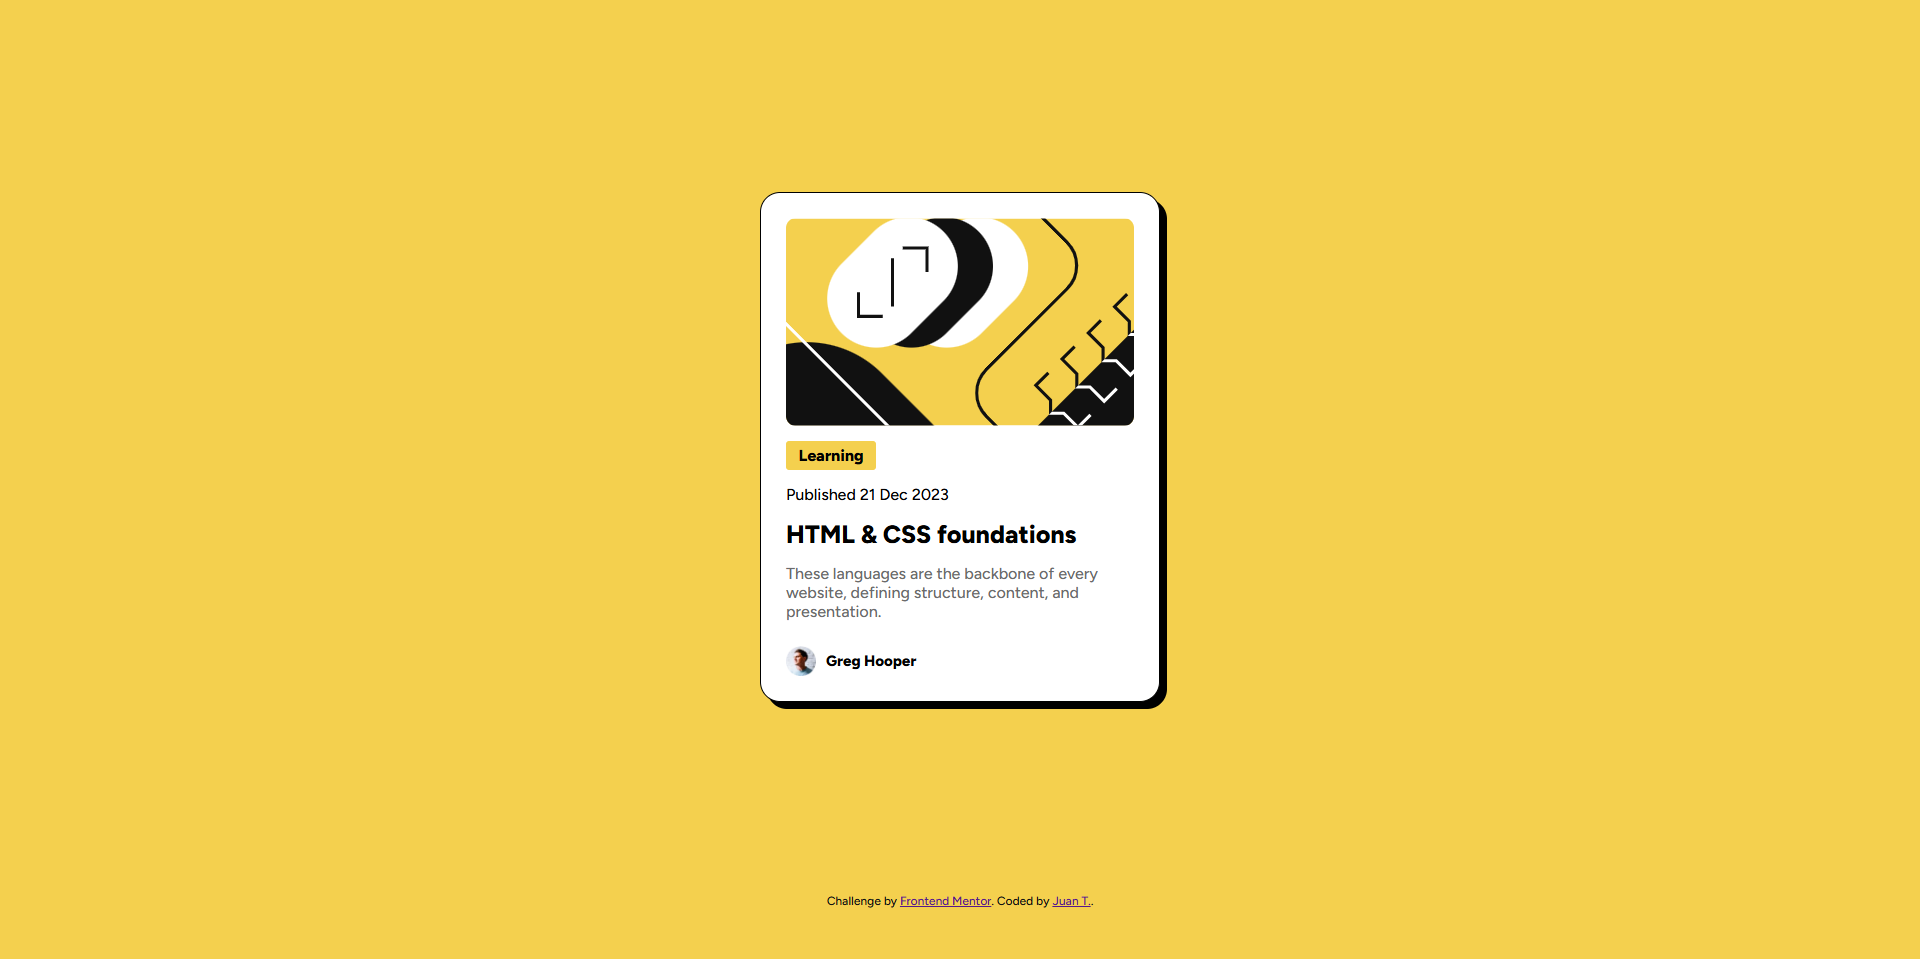 Learning
Published 21 Dec 2023
HTML & CSS foundations
These languages are the backbone of every
website, defining structure, content, and
presentation.
Greg Hooper
Challenge by Frontend Mentor. Coded by Juan T..